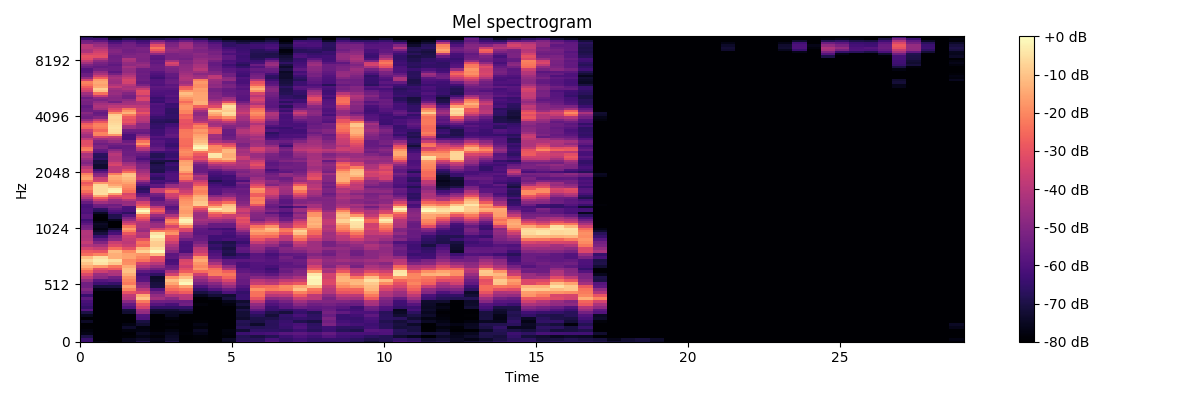 Mel spectrogram
8192
4096
2048
1024
512
0
Hz
0 5 10 15 20 25
Time
+0 dB
-10 dB
-20 dB
-30 dB
-40 dB
-50 dB
-60 dB
-70 dB
-80 dB